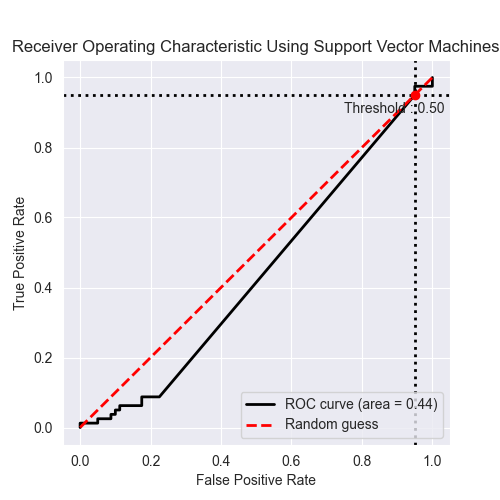 Receiver Operating Characteristic Using Support Vector Machines
1.0
0.8
0.6
0.4
0.2
0.0
True Positive Rate
Threshold : 0.50
ROC curve (area = 0.44)
Random guess
0.0 0.2 0.4 0.6 0.8 1.0
False Positive Rate